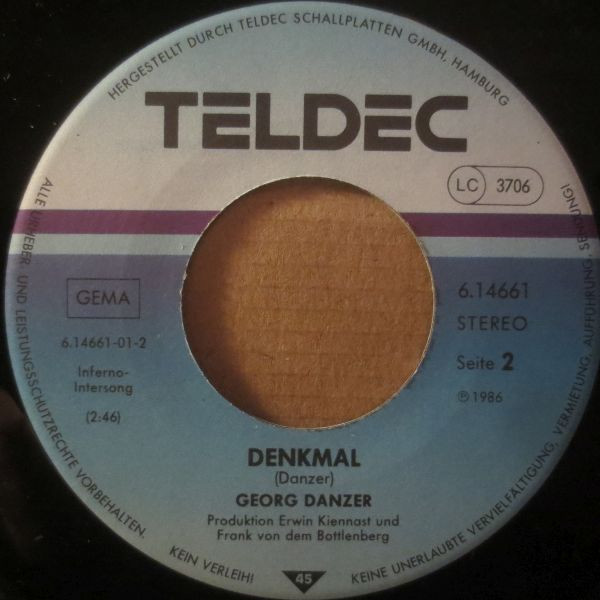 HERGESTELLT DURCH TELDEC SCHALLPLATTEN GMBH, HAMBURG
TELDEC
LC 3706
GEMA
6.14661-01-2
Inferno-
Intersong
(2:46)
6.14661
STEREO
Seite 2
℗ 1986
DENKMAL
(Danzer)
GEORG DANZER
Produktion Erwin Kiennast und
Frank von dem Bottlenberg
ALLE URHEBER- UND LEISTUNGSSCHUTZRECHTE VORBEHALTEN.
KEIN VERLEIH!
45
KEINE UNERLAUBTE VERVIELFÄLTIGUNG, VERMIETUNG, AUFFÜHRUNG, SENDUNG!